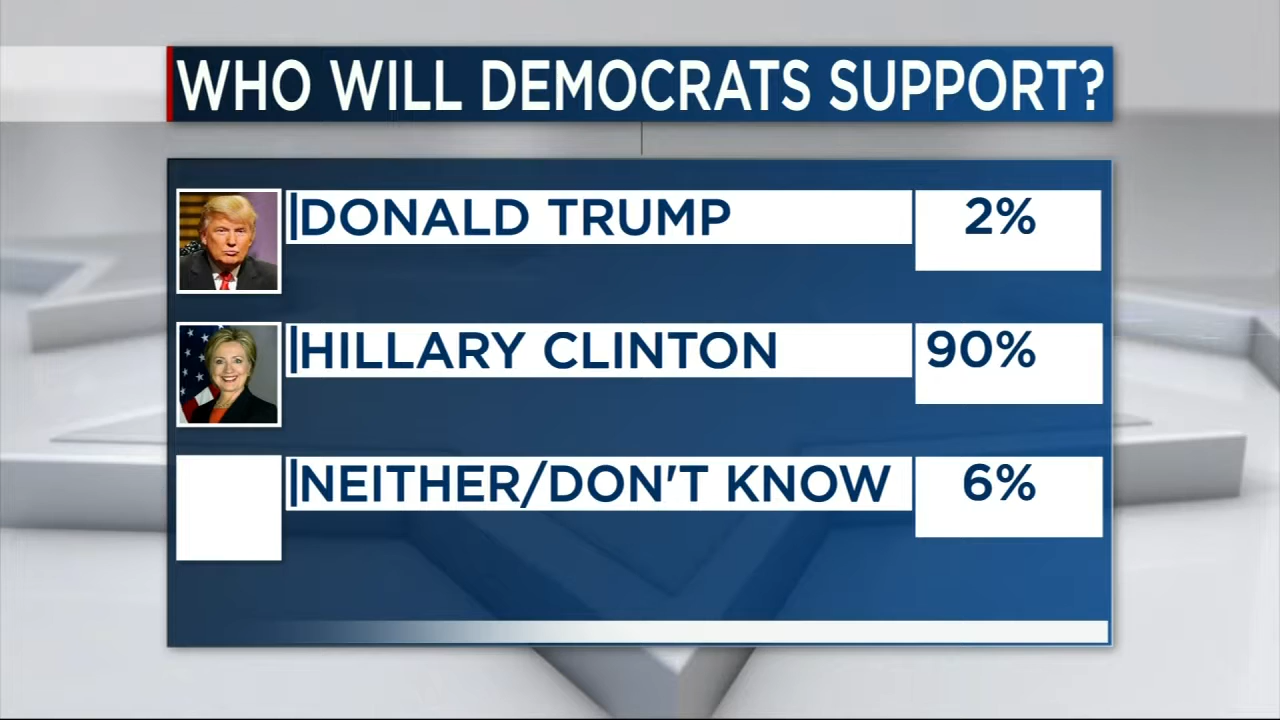 WHO WILL DEMOCRATS SUPPORT?
DONALD TRUMP 2%
HILLARY CLINTON 90%
NEITHER/DON'T KNOW 6%